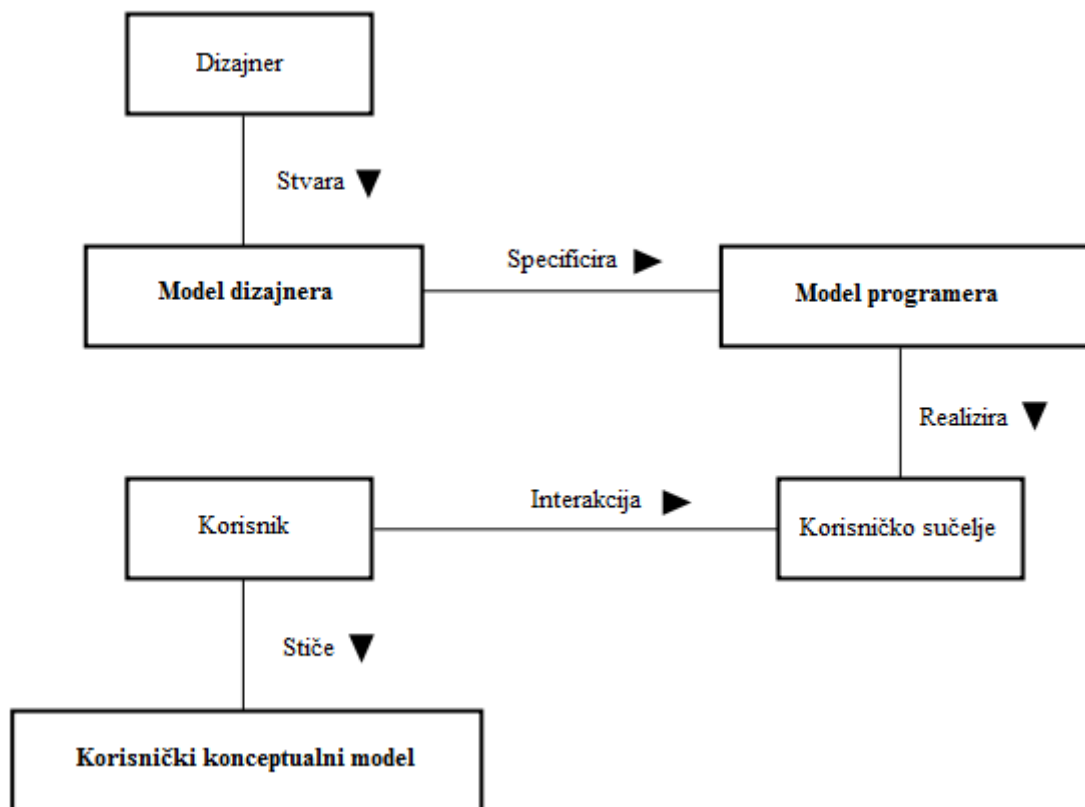 Dizajner
Stvara
Specificira
Model dizajnera
Model programera
Realizira
Interakcija
Korisnik
Korisničko sučelje
Stiče
Korisnički konceptualni model